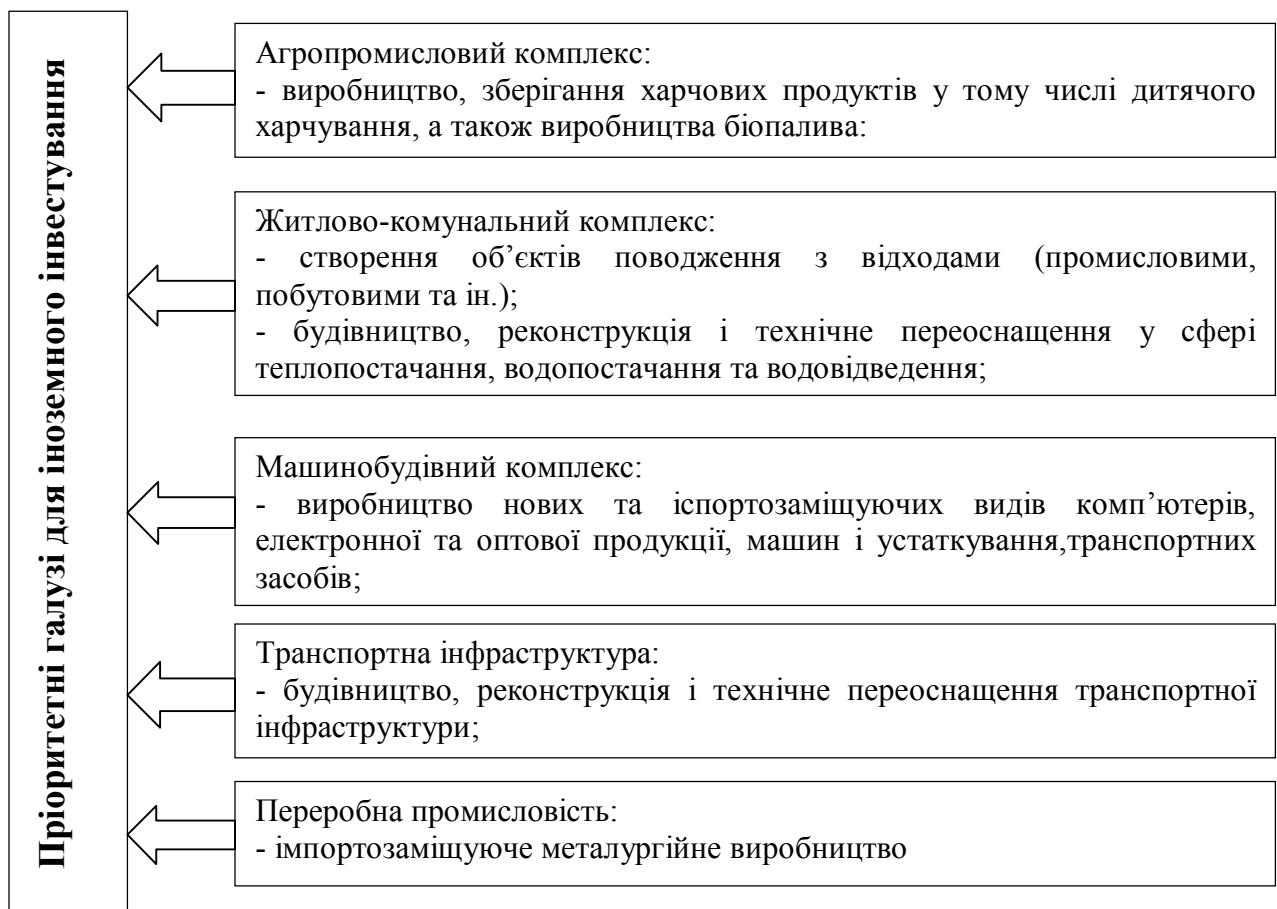 Пріоритетні галузі для іноземного інвестування
Агропромисловий комплекс:
- виробництво, зберігання харчових продуктів у тому числі дитячого
харчування, а також виробництва біопалива:
Житлово-комунальний комплекс:
- створення об’єктів поводження з відходами (промисловими,
побутовими та ін.);
- будівництво, реконструкція і технічне переоснащення у сфері
теплопостачання, водопостачання та водовідведення;
Машинобудівний комплекс:
- виробництво нових та іспортозаміщуючих видів комп’ютерів,
електронної та оптової продукції, машин і устаткування,транспортних
засобів;
Транспортна інфраструктура:
- будівництво, реконструкція і технічне переоснащення транспортної
інфраструктури;
Переробна промисловість:
- імпортозаміщуюче металургійне виробництво